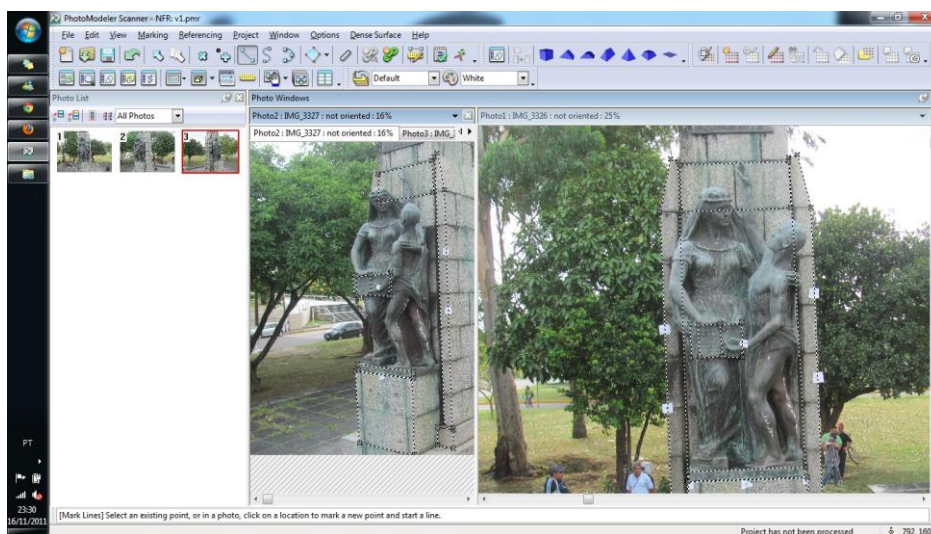 PhotoModeler Scanner - NFR: v1.pmr
File Edit View Marking Referencing Project Window Options Dense Surface Help
Default
White
Photo List
Photo Windows
All Photos
1
2
3
Photo2 : IMG_3327 : not oriented : 16%
Photo2 : IMG_3327 : not oriented : 16%
Photo3 : IMG_
Photo1 : IMG_3326 : not oriented : 25%
PT
23:30
16/11/2011
[Mark Lines] Select an existing point, or in a photo, click on a location to mark a new point and start a line.
Project has not been processed
792, 160